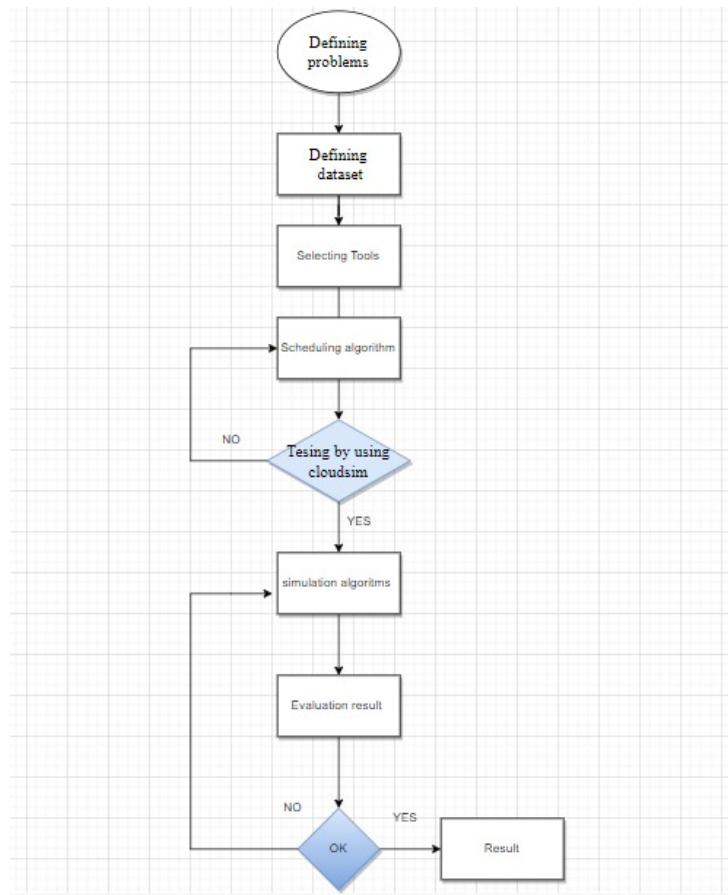 Defining
problems
Defining
dataset
Selecting Tools
Scheduling algorithm
NO
Tesing by using
cloudsim
YES
simulation algoritms
Evaluation result
NO
YES
OK
Result